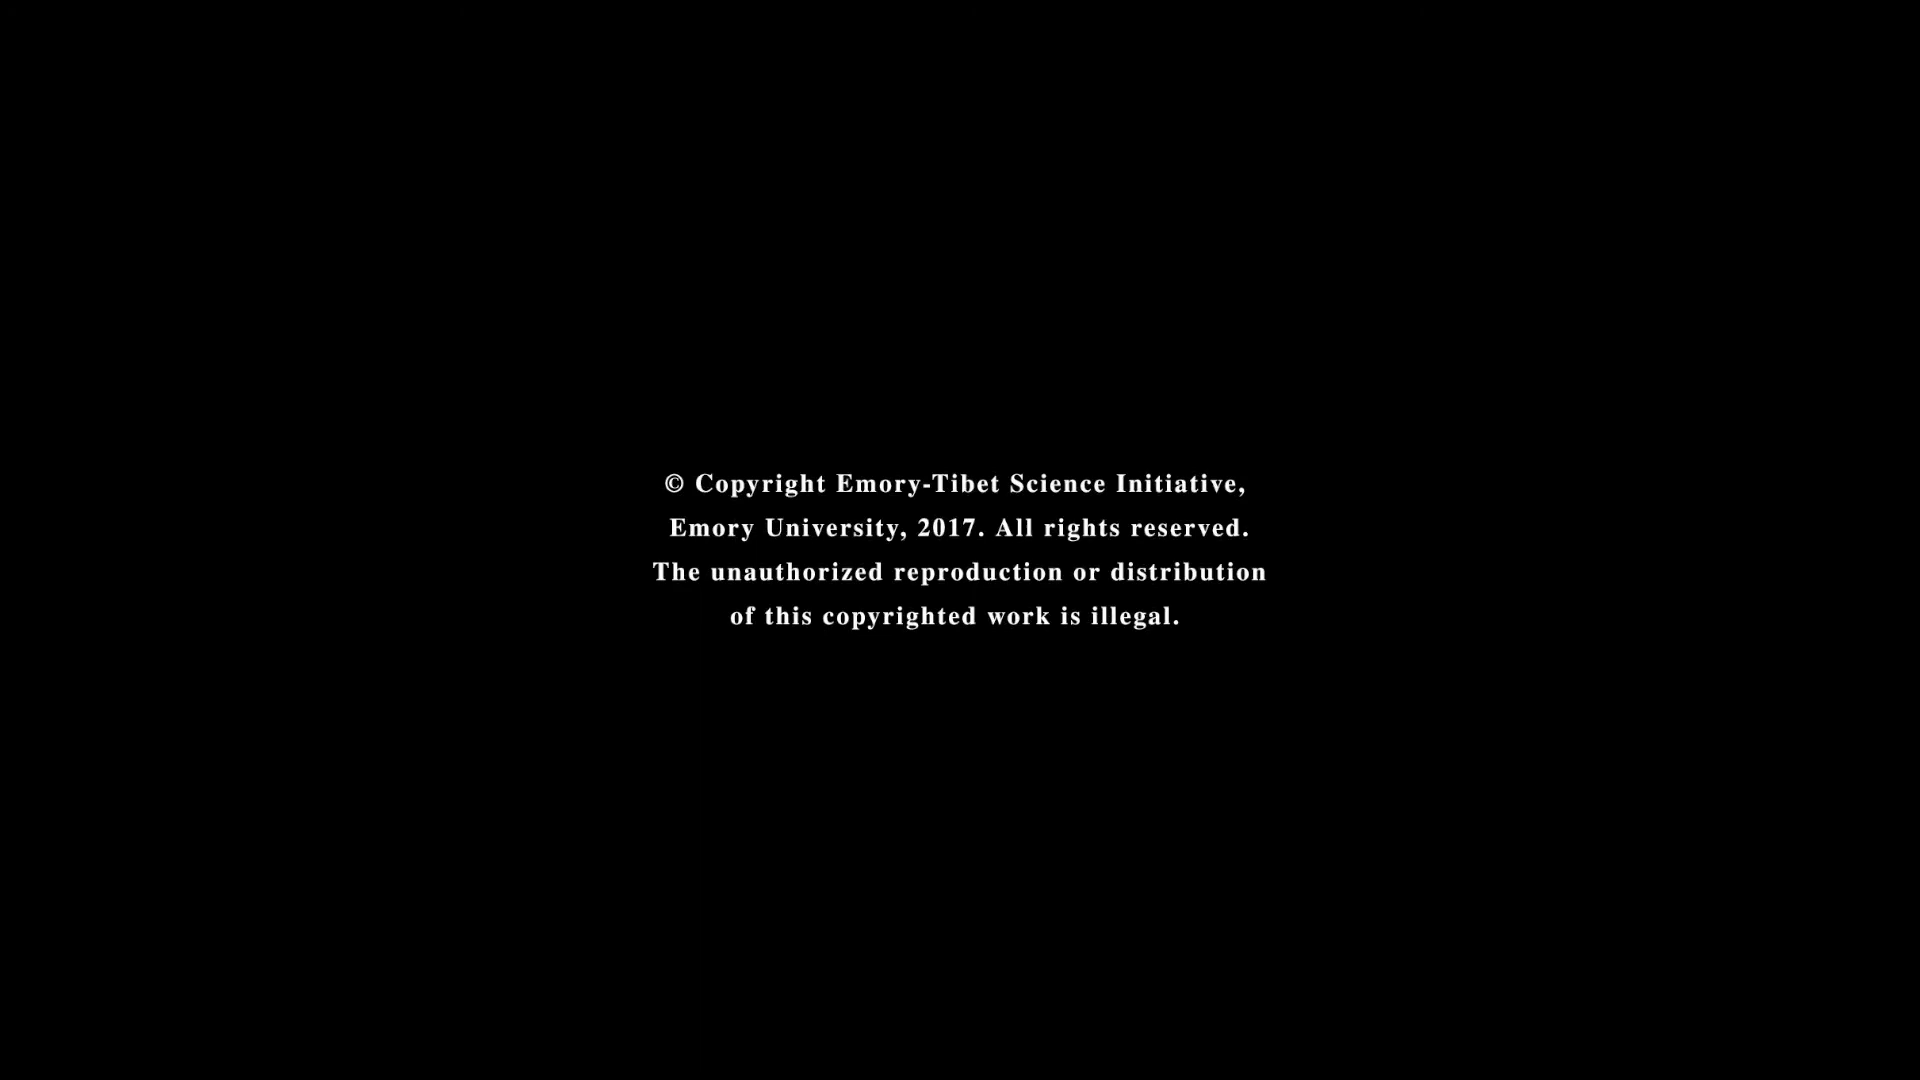 © Copyright Emory-Tibet Science Initiative,
Emory University, 2017. All rights reserved.
The unauthorized reproduction or distribution
of this copyrighted work is illegal.